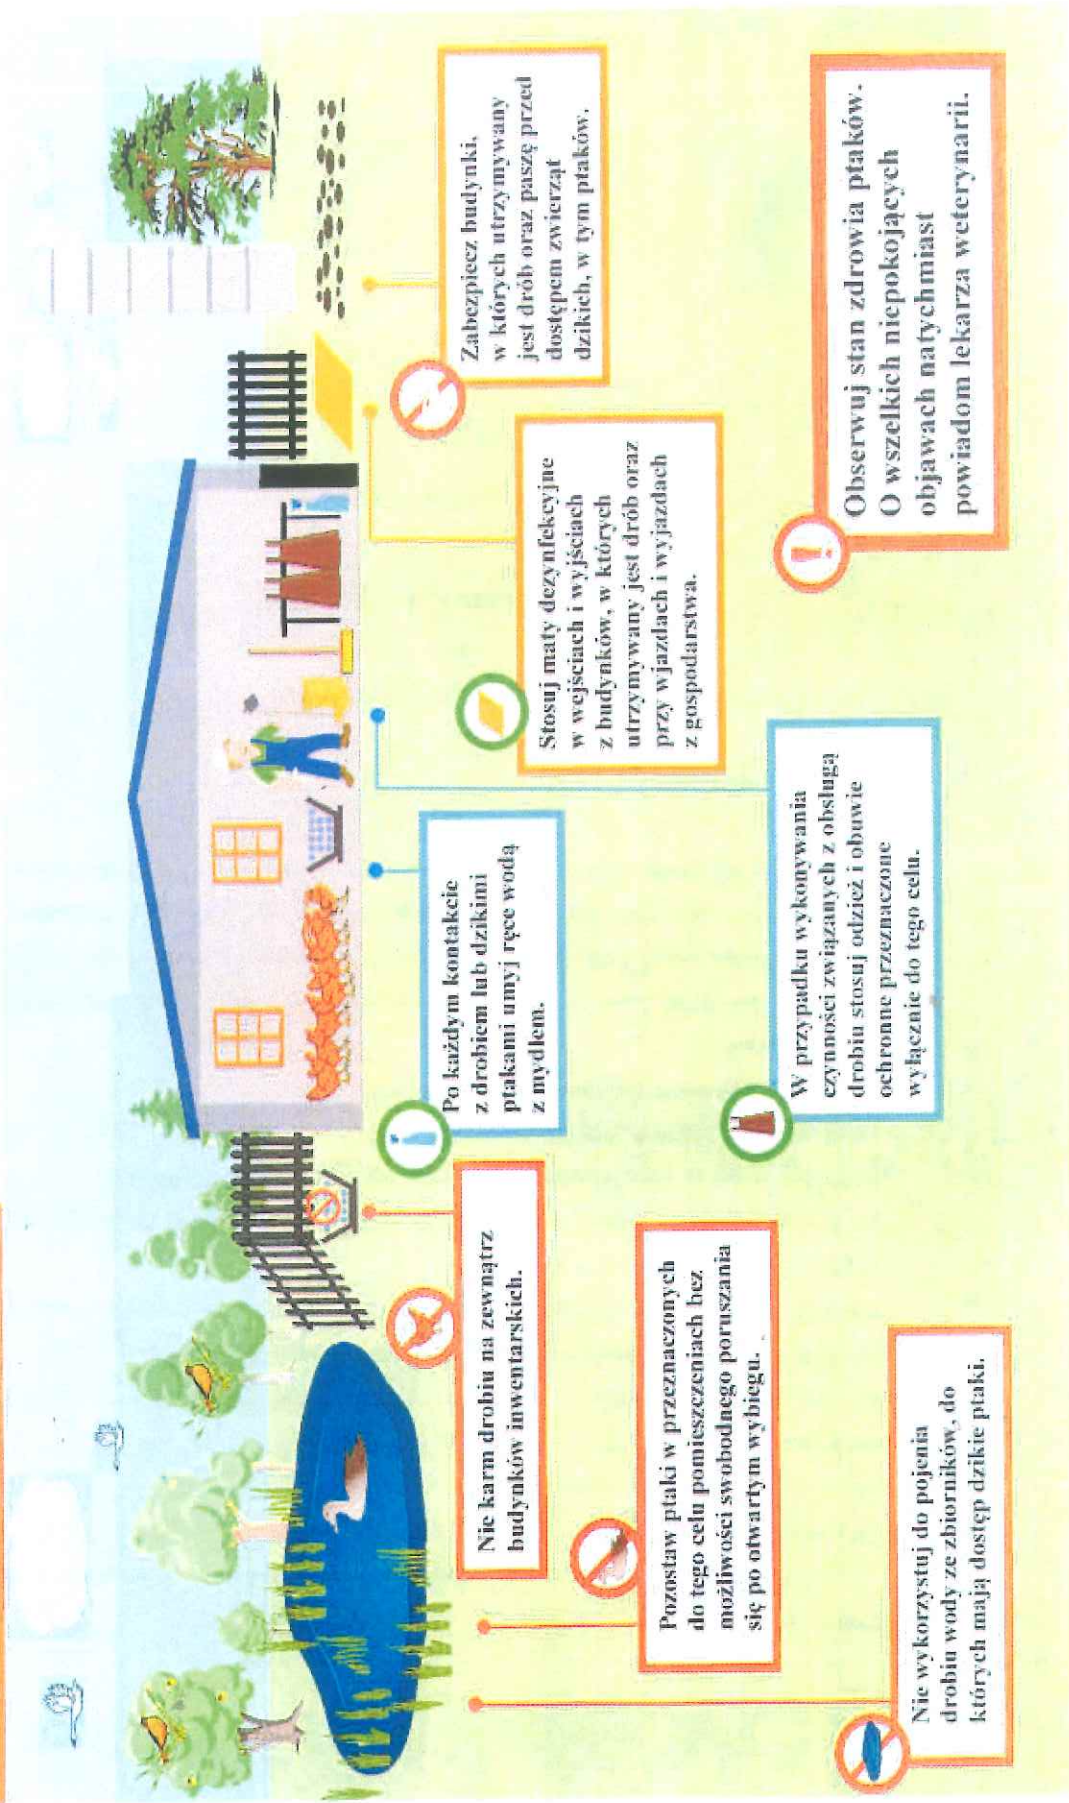 Nie karm drobiu na zewnątrz
budynków inwentarskich.
Pozostaw ptaki w przeznaczonych
do tego celu pomieszczeniach bez
możliwości swobodnego poruszania
się po otwartym wybiegu.
Nie wykorzystuj do pojenia
drobiu wody ze zbiorników, do
których mają dostęp dzikie ptaki.
Po każdym kontakcie
z drobiem lub dzikimi
ptakami umyj ręce wodą
z mydłem.
W przypadku wykonywania
czynności związanych z obsługą
drobiu stosuj odzież i obuwie
ochronne przeznaczone
wyłącznie do tego celu.
Stosuj maty dezynfekcyjne
w wejściach i wyjściach
z budynków, w których
utrzymywany jest drób oraz
przy wjazdach i wyjazdach
z gospodarstwa.
Zabezpiecz budynki,
w których utrzymywany
jest drób oraz paszę przed
dostępem zwierząt
dzikich, w tym ptaków.
Obserwuj stan zdrowia ptaków.
O wszelkich niepokojących
objawach natychmiast
powiadom lekarza weterynarii.